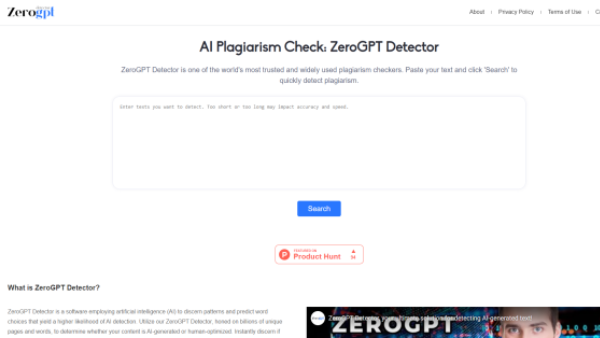 Zerogpt
About
Privacy Policy
Terms of Use
C
AI Plagiarism Check: ZeroGPT Detector
ZeroGPT Detector is one of the world's most trusted and widely used plagiarism checkers. Paste your text and click 'Search' to
quickly detect plagiarism.
Enter texts you want to detect. Too short or too long may impact accuracy and speed.
Search
FEATURED ON
Product Hunt
What is ZeroGPT Detector?
ZeroGPT Detector is a software employing artificial intelligence (AI) to discern patterns and predict word
choices that yield a higher likelihood of AI detection. Utilize our ZeroGPT Detector, honed on billions of unique
pages and words, to determine whether your content is AI-generated or human-optimized. Instantly discern if
ZeroGPT Detector, your ultimate solution for detecting AI-generated text!
ZEROGPT